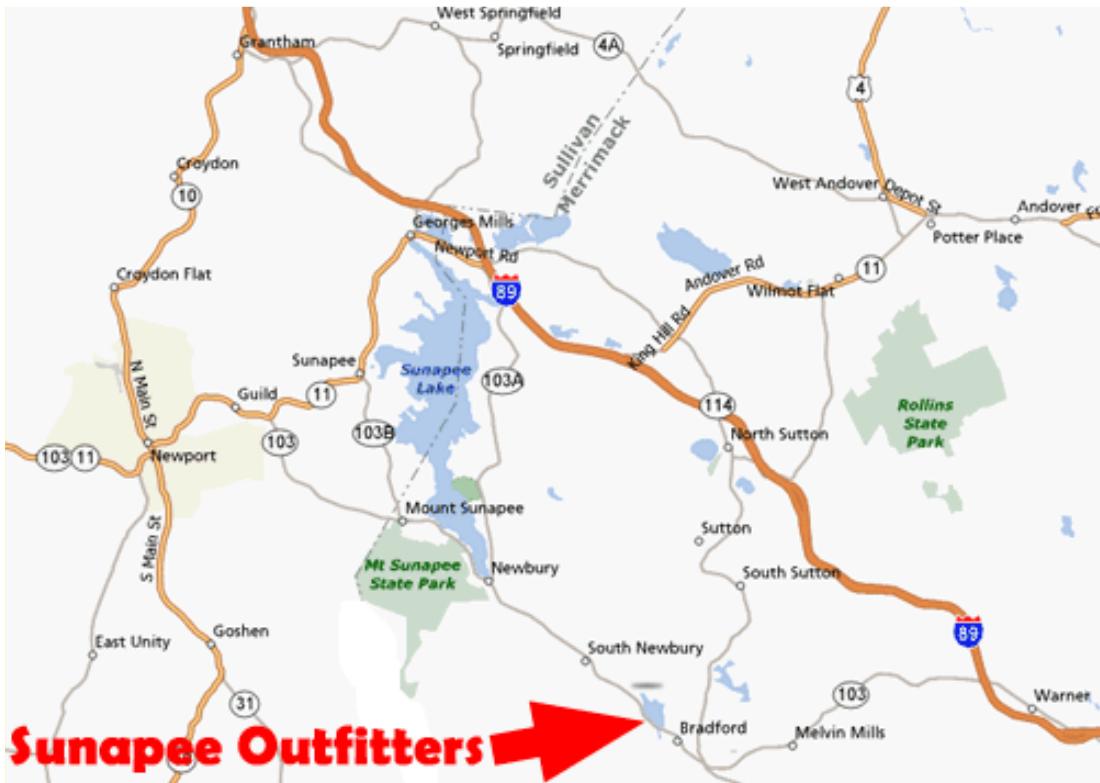 West Springfield
Springfield
Grantham
4A
4
Sullivan
Merrimack
Croydon
10
West Andover
Depot St
Andover
Potter Place
Georges Mills
Newport Rd
Croydon Flat
89
Andover Rd
Wilmot Flat
11
King Hill Rd
N Main St
Sunapee
Guild
11
Sunapee
Lake
103A
103B
114
103
North Sutton
Rollins
State
Park
103
11
Newport
Mount Sunapee
S Main St
Sutton
Mt Sunapee
State Park
Newbury
South Sutton
East Unity
Goshen
South Newbury
89
31
103
Warner
Bradford
Melvin Mills
Sunapee Outfitters